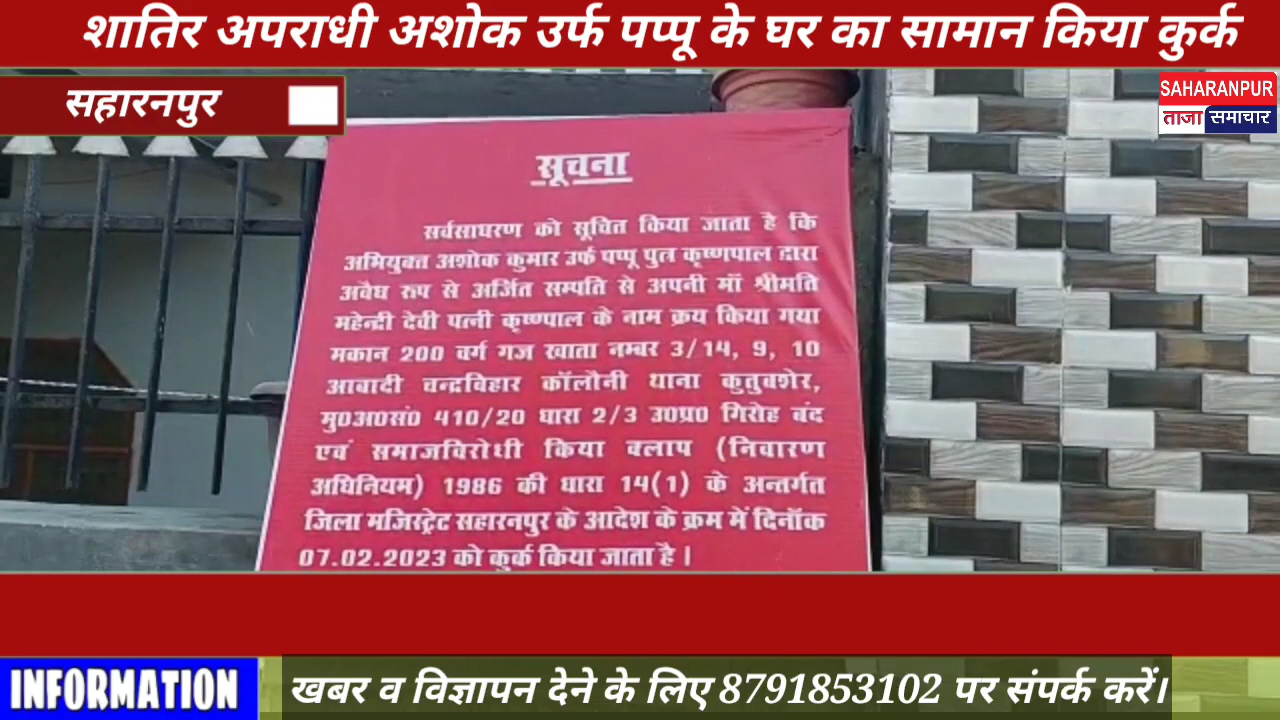 शातिर अपराधी अशोक उर्फ पप्पू के घर का सामान किया कुर्क
सहारनपुर
SAHARANPUR
ताजा समाचार
सूचना
सर्वसाधरण को सूचित किया जाता है कि
अभियुक्त अशोक कुमार उर्फ पप्पू पुत्र कृष्णपाल द्वारा
अवैध रूप से अर्जित सम्पति से अपनी माँ श्रीमति
महेन्द्री देवी पत्नी कृष्णपाल के नाम क्रय किया गया
मकान 200 वर्ग गज खाता नम्बर 3/14, 9, 10
आबादी चन्द्रविहार कॉलौनी थाना कुतुबशेर,
मु0अ0सं0 410/20 धारा 2/3 उ0प्र0 गिरोह बंद
एवं समाजविरोधी किया क्लाप (निवारण
अधिनियम) 1986 की धारा 14(1) के अन्तर्गत
जिला मजिस्ट्रेट सहारनपुर के आदेश के क्रम में दिनॉक
07.02.2023 को कुर्क किया जाता है।
INFORMATION
खबर व विज्ञापन देने के लिए 8791853102 पर संपर्क करें।